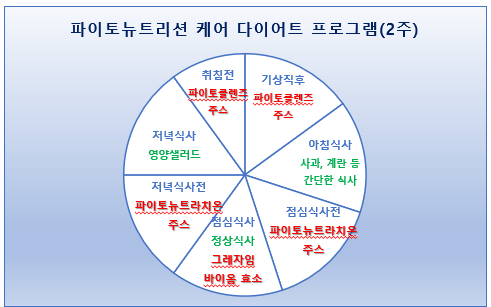 파이토뉴트리션 케어 다이어트 프로그램(2주)
기상직후
파이토클렌즈
주스
아침식사
사과, 계란 등
간단한 식사
점심식사전
파이토뉴트라치온
주스
점심식사
정상식사
그레자임
바이옴 효소
저녁식사전
파이토뉴트라치온
주스
저녁식사
영양샐러드
취침전
파이토클렌즈
주스